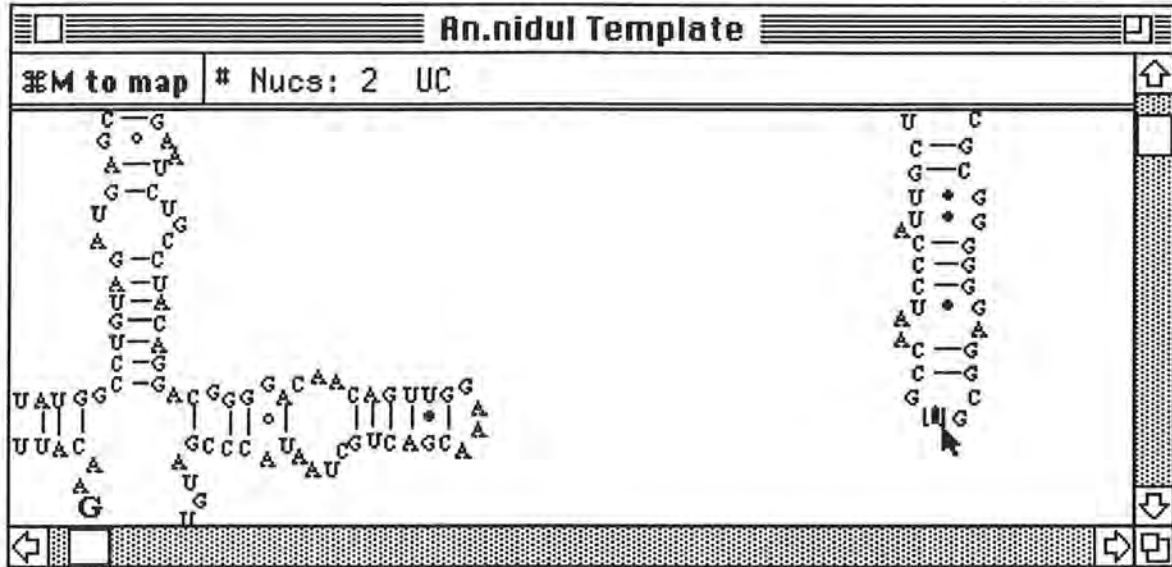 An.nidul Template
⌘M to map
# Nucs: 2 UC
C G
G A
A
A U
G C
U U
G
A C
G C
A U
U A
G C
U A
C G
C G
U A U G G
A C G G G G A C A A C A G U U G G A A A
G C C C A U A A U C G U C A G C A
A
A
G
A
U
G
U
U C
C G
G C
U G
U G
A
C G
C G
C G
U G
A A
A
C G
C G
G C
G